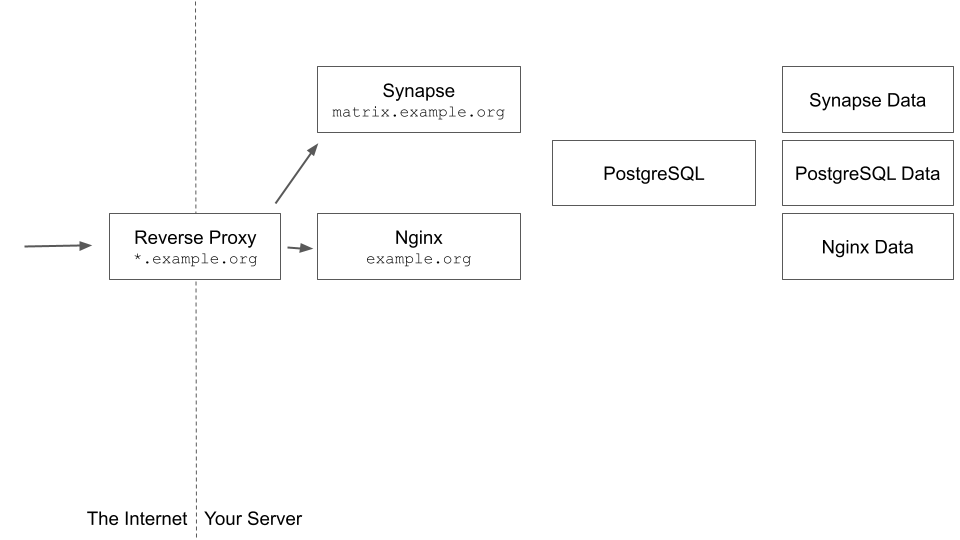 Synapse
matrix.example.org
Synapse Data
PostgreSQL
PostgreSQL Data
Reverse Proxy
*.example.org
Nginx
example.org
Nginx Data
The Internet
Your Server